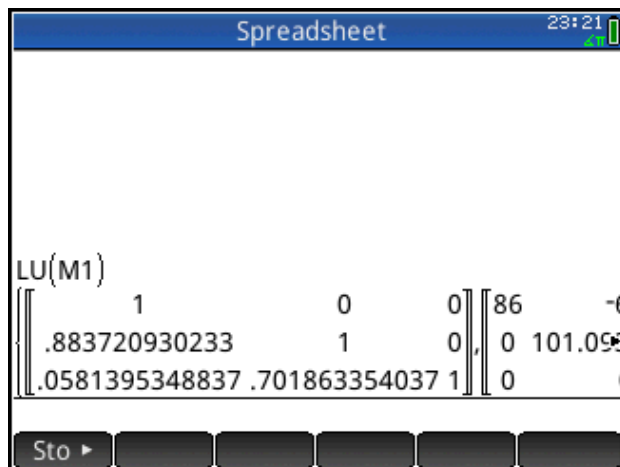 Spreadsheet 23:21
∡π
LU(M1)
1 0 0 86 -6
.883720930233 1 0 , 0 101.09
.0581395348837 .701863354037 1 0
Sto ▸